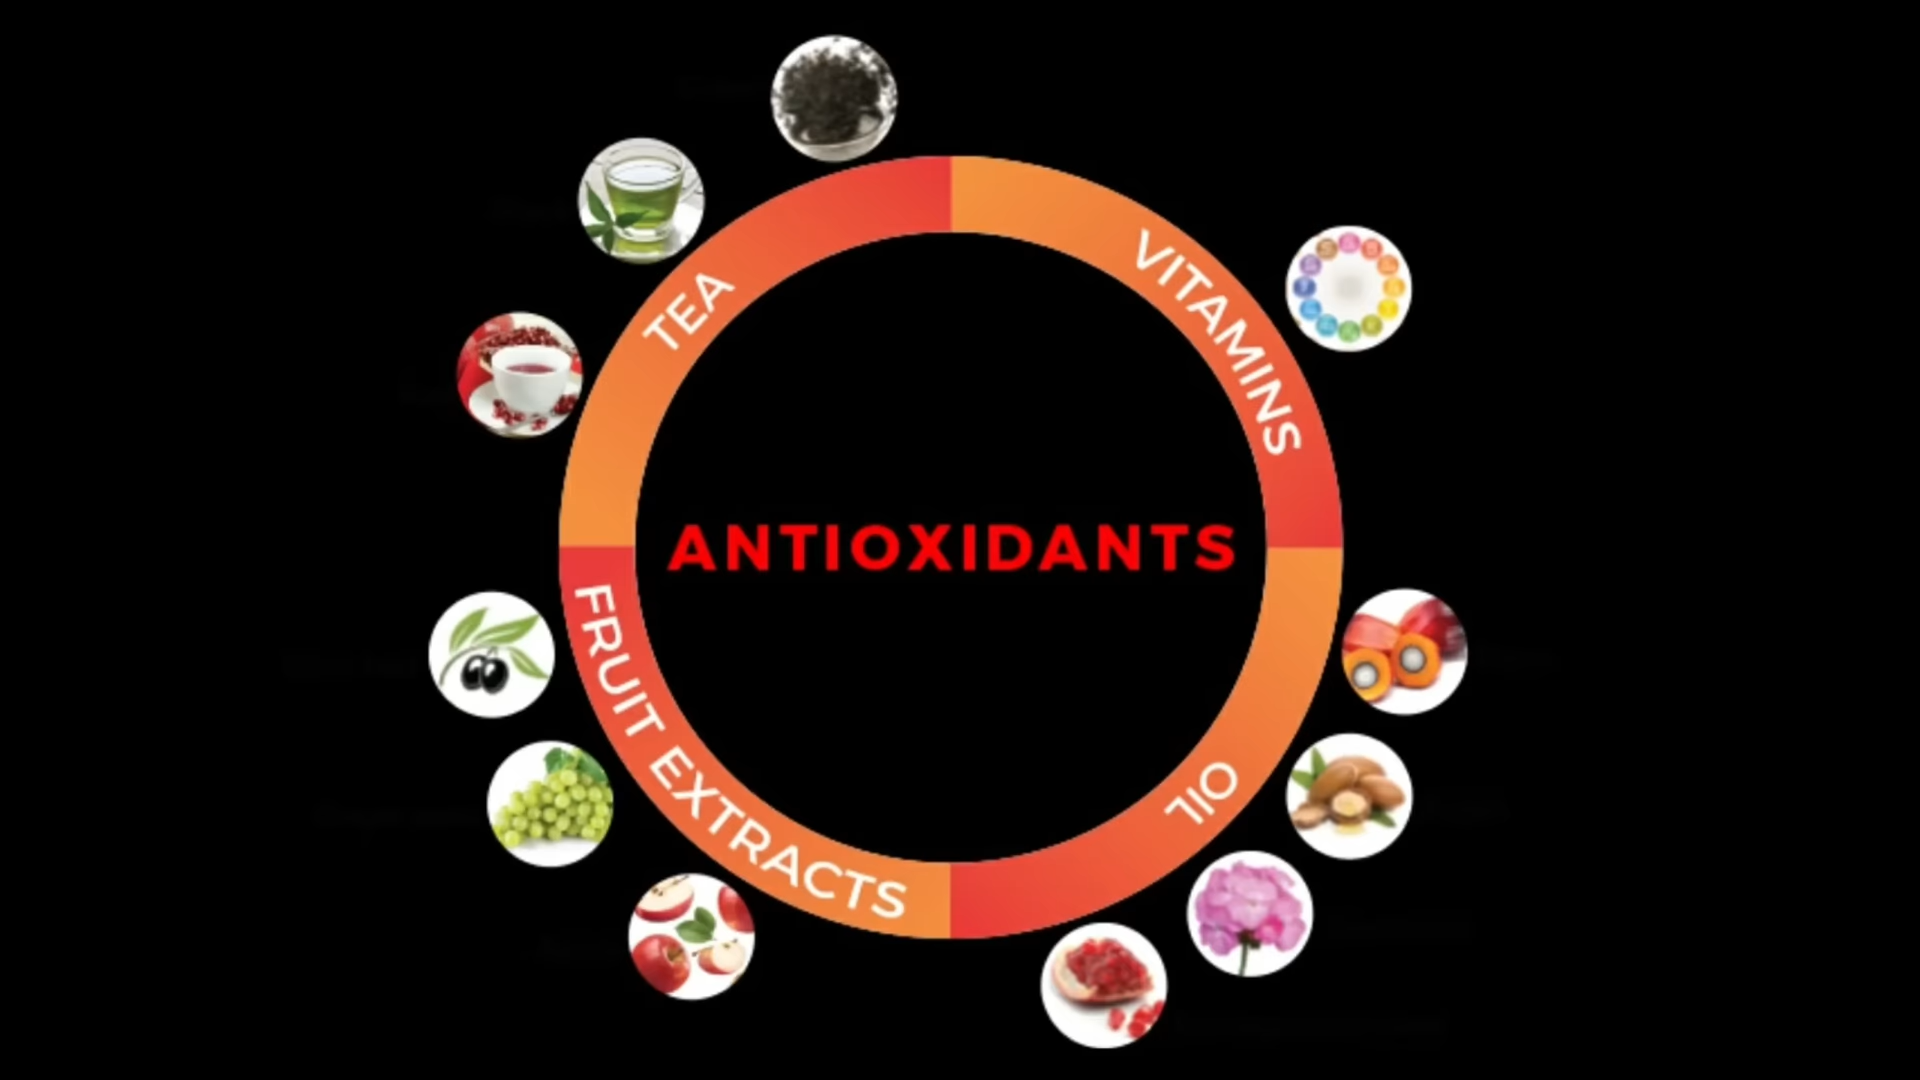 TEA
VITAMINS
ANTIOXIDANTS
FRUIT EXTRACTS
OIL